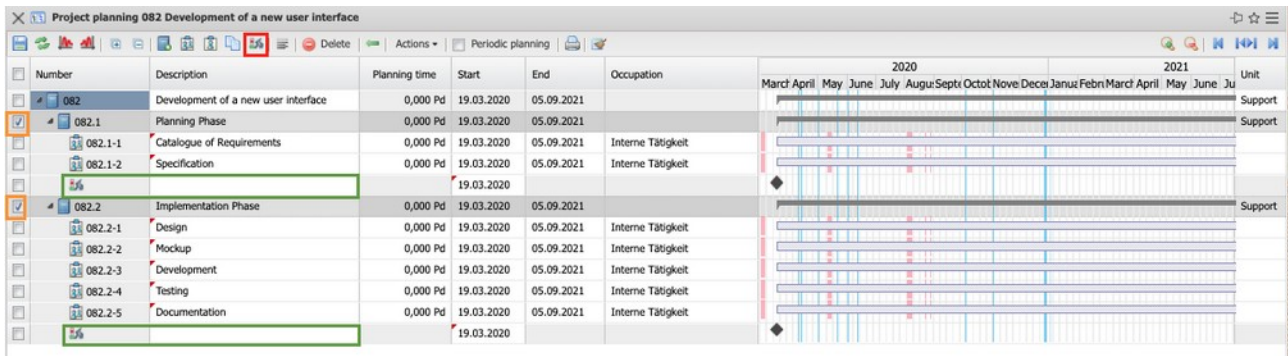 Project planning 082 Development of a new user interface
Delete Actions Periodic planning
Number Description Planning time Start End Occupation 2020 2021 Unit
March April May June July Augu: Septe Octol Nove Decer Janua Febru March April May June Ju
082 Development of a new user interface 0,000 Pd 19.03.2020 05.09.2021 Support
082.1 Planning Phase 0,000 Pd 19.03.2020 05.09.2021 Support
082.1-1 Catalogue of Requirements 0,000 Pd 19.03.2020 05.09.2021 Interne Tätigkeit
082.1-2 Specification 0,000 Pd 19.03.2020 05.09.2021 Interne Tätigkeit
19.03.2020
082.2 Implementation Phase 0,000 Pd 19.03.2020 05.09.2021 Support
082.2-1 Design 0,000 Pd 19.03.2020 05.09.2021 Interne Tätigkeit
082.2-2 Mockup 0,000 Pd 19.03.2020 05.09.2021 Interne Tätigkeit
082.2-3 Development 0,000 Pd 19.03.2020 05.09.2021 Interne Tätigkeit
082.2-4 Testing 0,000 Pd 19.03.2020 05.09.2021 Interne Tätigkeit
082.2-5 Documentation 0,000 Pd 19.03.2020 05.09.2021 Interne Tätigkeit
19.03.2020